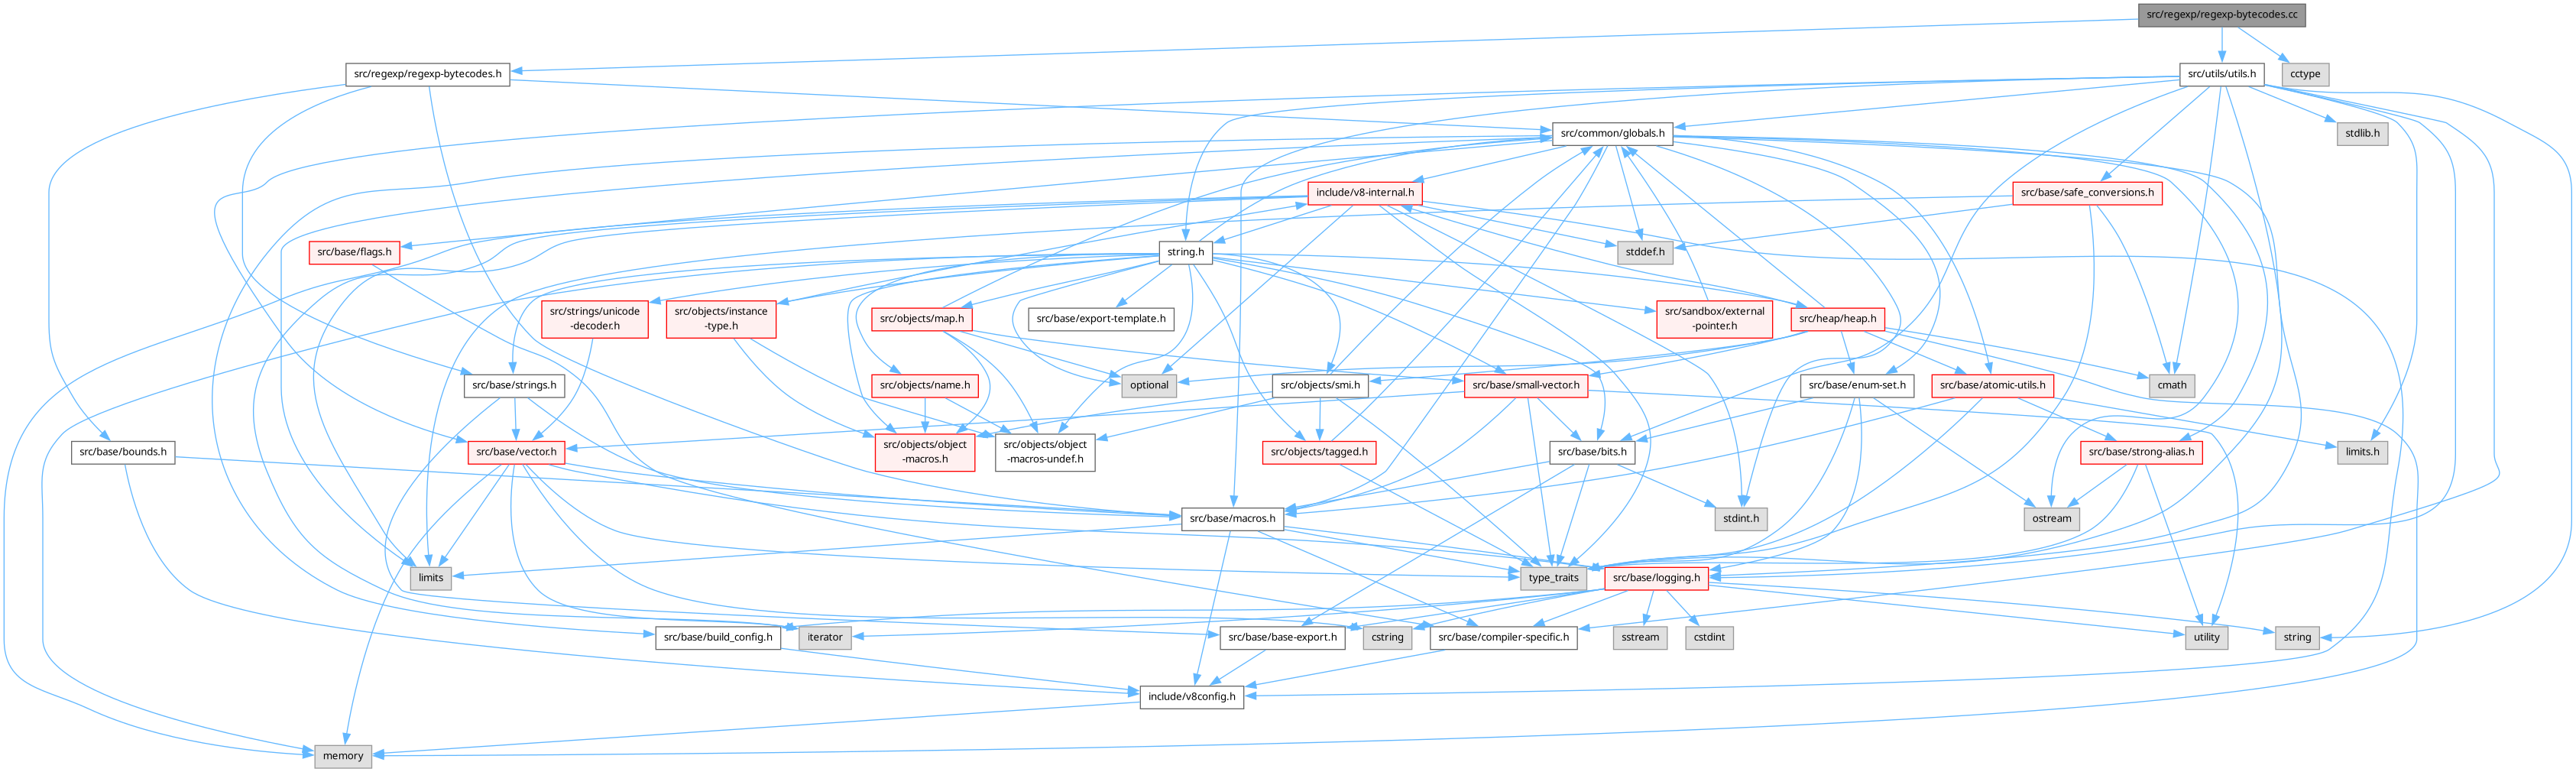 src/regexp/regexp-bytecodes.cc
src/regexp/regexp-bytecodes.h
src/utils/utils.h
cctype
src/common/globals.h
stdlib.h
include/v8-internal.h
src/base/safe_conversions.h
src/base/flags.h
string.h
stddef.h
src/strings/unicode
-decoder.h
src/objects/instance
-type.h
src/objects/map.h
src/base/export-template.h
src/sandbox/external
-pointer.h
src/heap/heap.h
src/base/strings.h
src/objects/name.h
optional
src/objects/smi.h
src/base/small-vector.h
src/base/enum-set.h
src/base/atomic-utils.h
cmath
src/base/bounds.h
src/base/vector.h
src/objects/object
-macros.h
src/objects/object
-macros-undef.h
src/objects/tagged.h
src/base/bits.h
src/base/strong-alias.h
limits.h
src/base/macros.h
stdint.h
ostream
limits
type_traits
src/base/logging.h
src/base/build_config.h
iterator
src/base/base-export.h
cstring
src/base/compiler-specific.h
sstream
cstdint
utility
string
include/v8config.h
memory